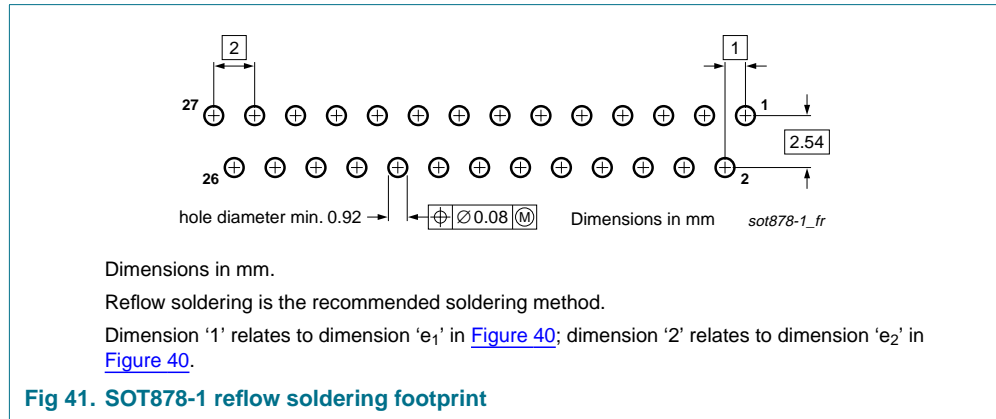 2
1
27
1
2.54
26
2
hole diameter min. 0.92
⌀ 0.08 Ⓜ
Dimensions in mm
sot878-1_fr
Dimensions in mm.
Reflow soldering is the recommended soldering method.
Dimension ‘1’ relates to dimension ‘e1’ in Figure 40; dimension ‘2’ relates to dimension ‘e2’ in
Figure 40.
Fig 41. SOT878-1 reflow soldering footprint